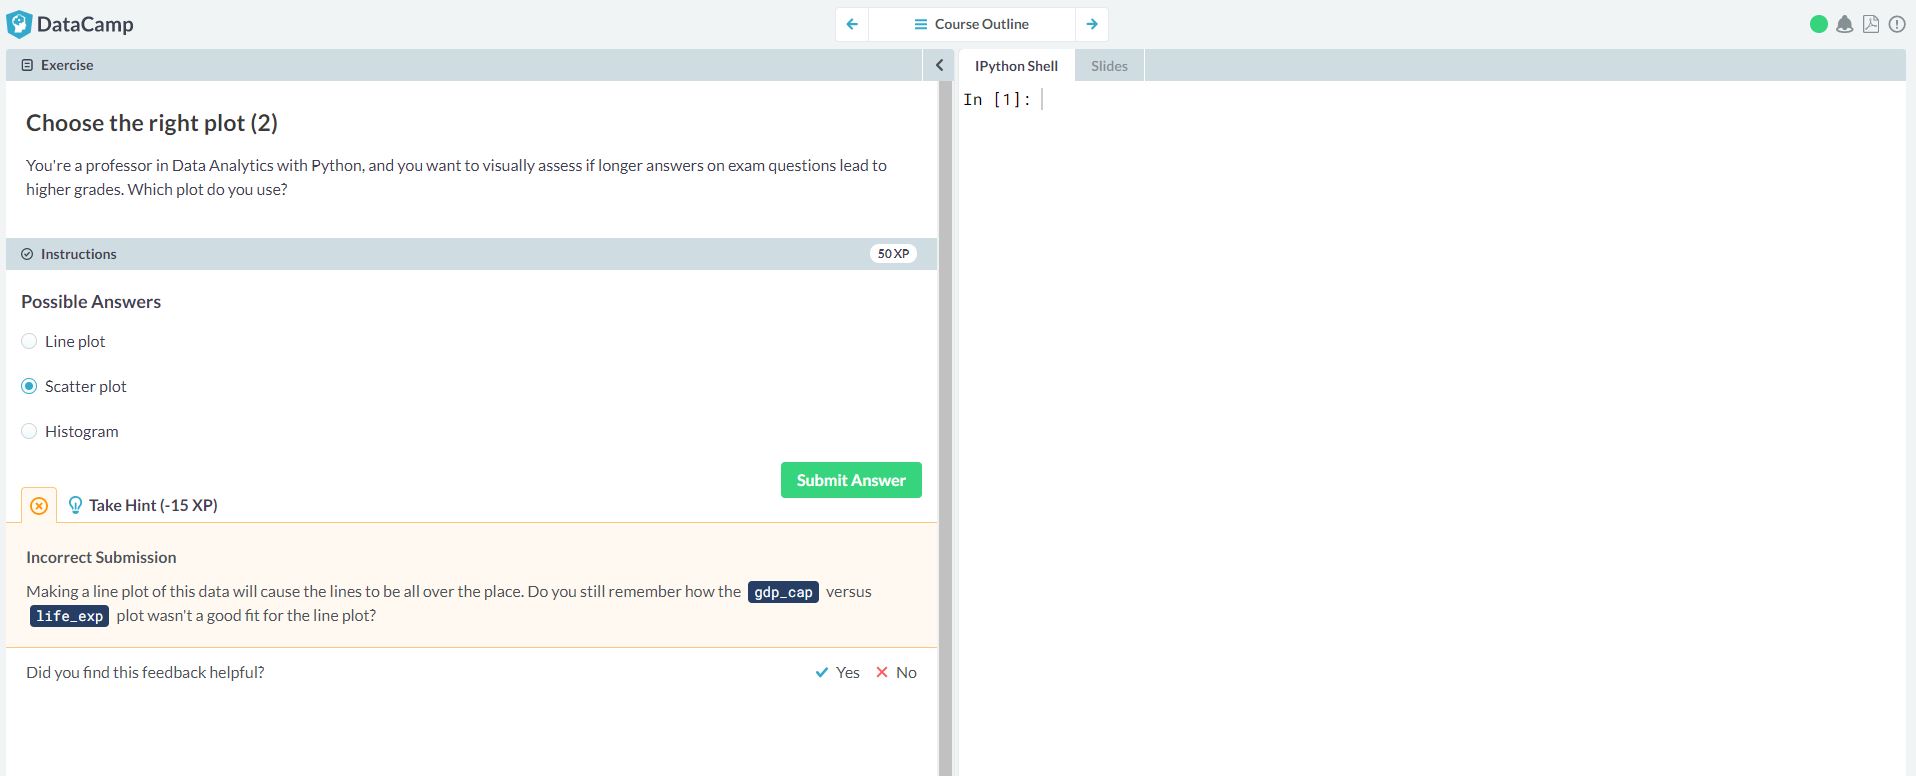 DataCamp
Course Outline
Exercise
IPython Shell
Slides
In [1]:
Choose the right plot (2)
You're a professor in Data Analytics with Python, and you want to visually assess if longer answers on exam questions lead to
higher grades. Which plot do you use?
Instructions
50 XP
Possible Answers
Line plot
Scatter plot
Histogram
Submit Answer
Take Hint (-15 XP)
Incorrect Submission
Making a line plot of this data will cause the lines to be all over the place. Do you still remember how the gdp_cap versus
life_exp plot wasn't a good fit for the line plot?
Did you find this feedback helpful?
Yes
No